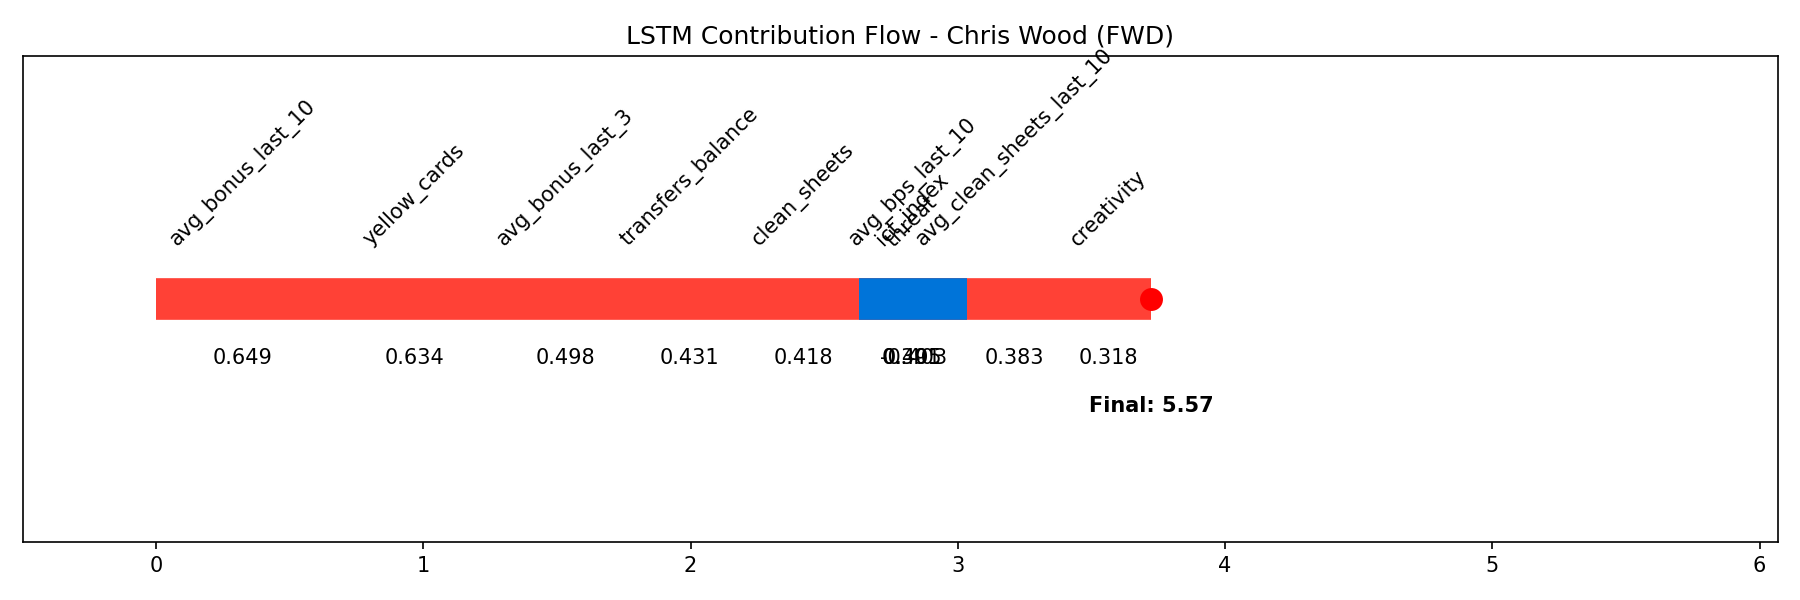 LSTM Contribution Flow - Chris Wood (FWD)
avg_bonus_last_10
yellow_cards
avg_bonus_last_3
transfers_balance
clean_sheets
avg_bps_last_10
ict_index
threat
avg_clean_sheets_last_10
creativity
0.649
0.634
0.498
0.431
0.418
0.383
0.318
Final: 5.57
0
1
2
3
4
5
6